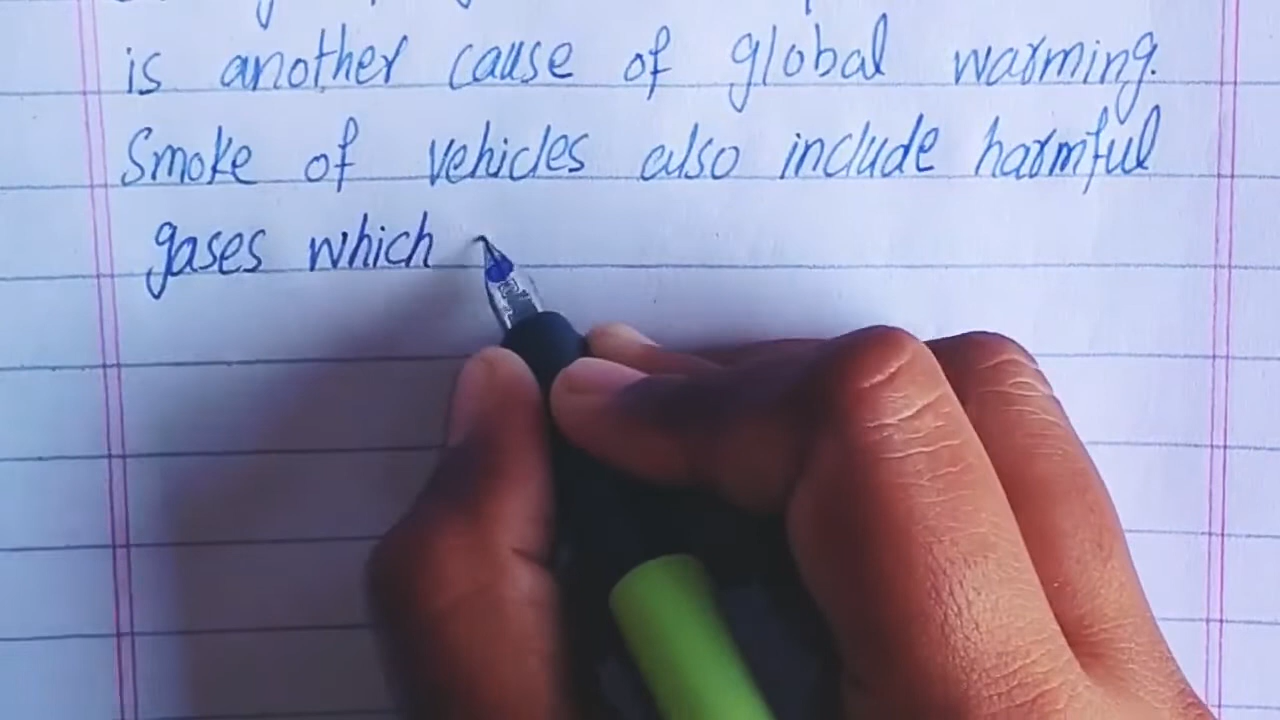 is another cause of global warming.
Smoke of vehicles also include harmful
gases which